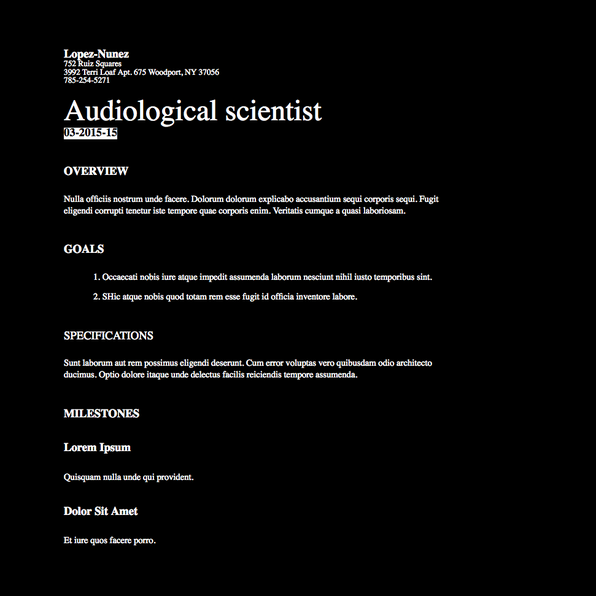 Lopez-Nunez
752 Ruiz Squares
3992 Terri Loaf Apt. 675 Woodport, NY 37056
785-254-5271
Audiological scientist
03-2015-15
OVERVIEW
Nulla officiis nostrum unde facere. Dolorum dolorum explicabo accusantium sequi corporis sequi. Fugit
eligendi corrupti tenetur iste tempore quae corporis enim. Veritatis cumque a quasi laboriosam.
GOALS
1. Occaecati nobis iure atque impedit assumenda laborum nesciunt nihil iusto temporibus sint.
2. SHic atque nobis quod totam rem esse fugit id officia inventore labore.
SPECIFICATIONS
Sunt laborum aut rem possimus eligendi deserunt. Cum error voluptas vero quibusdam odio architecto
ducimus. Optio dolore itaque unde delectus facilis reiciendis tempore assumenda.
MILESTONES
Lorem Ipsum
Quisquam nulla unde qui provident.
Dolor Sit Amet
Et iure quos facere porro.